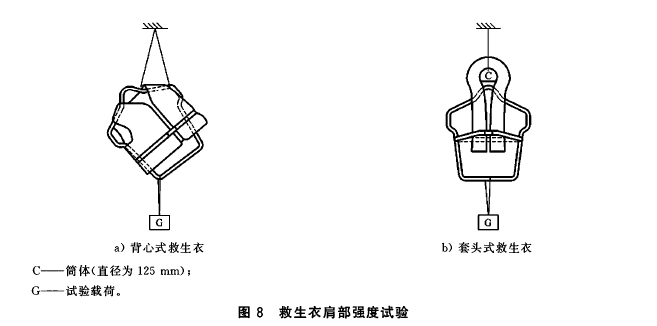 C
G
G
a) 背心式救生衣
b) 套头式救生衣
C——筒体(直径为 125 mm);
G——试验载荷。
图 8 救生衣肩部强度试验